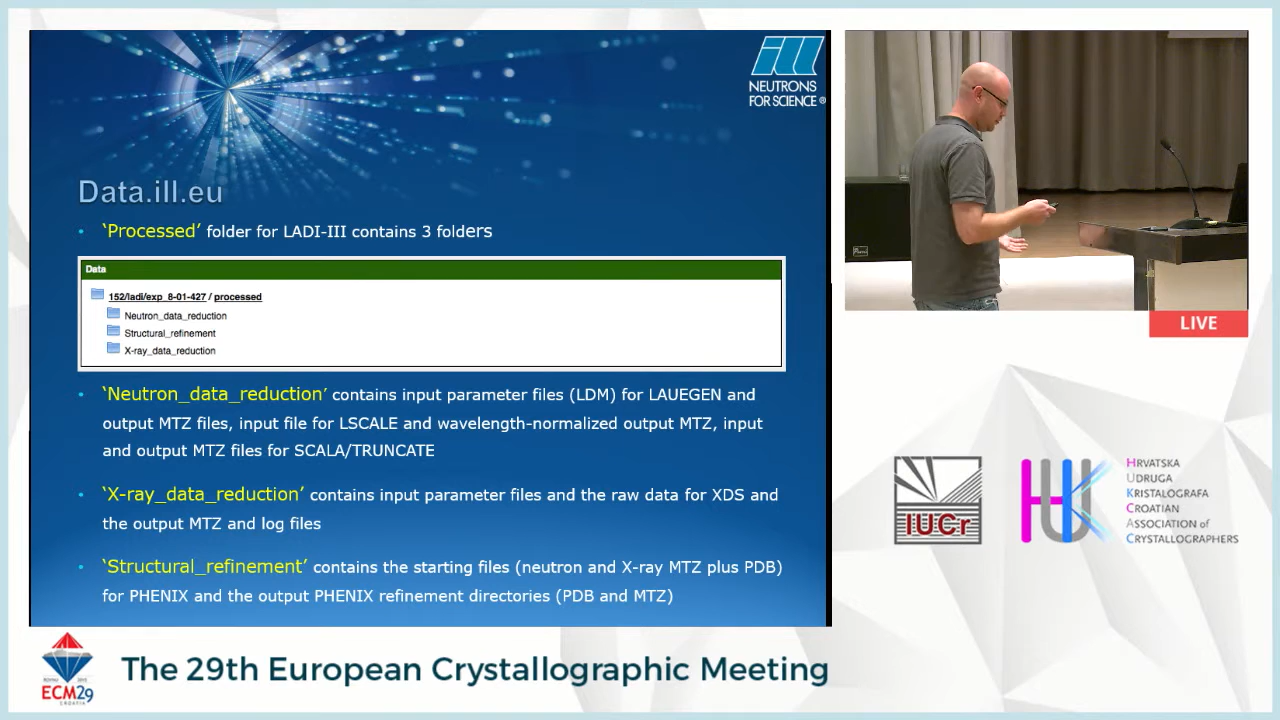 ill
NEUTRONS
FOR SCIENCE®
Data.ill.eu
• ‘Processed’ folder for LADI-III contains 3 folders
Data
152/ladi/exp_8-01-427 / processed
Neutron_data_reduction
Structural_refinement
X-ray_data_reduction
• ‘Neutron_data_reduction’ contains input parameter files (LDM) for LAUEGEN and
output MTZ files, input file for LSCALE and wavelength-normalized output MTZ, input
and output MTZ files for SCALA/TRUNCATE
• ‘X-ray_data_reduction’ contains input parameter files and the raw data for XDS and
the output MTZ and log files
• ‘Structural_refinement’ contains the starting files (neutron and X-ray MTZ plus PDB)
for PHENIX and the output PHENIX refinement directories (PDB and MTZ)
LIVE
IUCr
HUK
HRVATSKA
UDRUGA
KRISTALOGRAFA
CROATIAN
ASSOCIATION of
CRYSTALLOGRAPHERS
ECM29
CROATIA
The 29th European Crystallographic Meeting